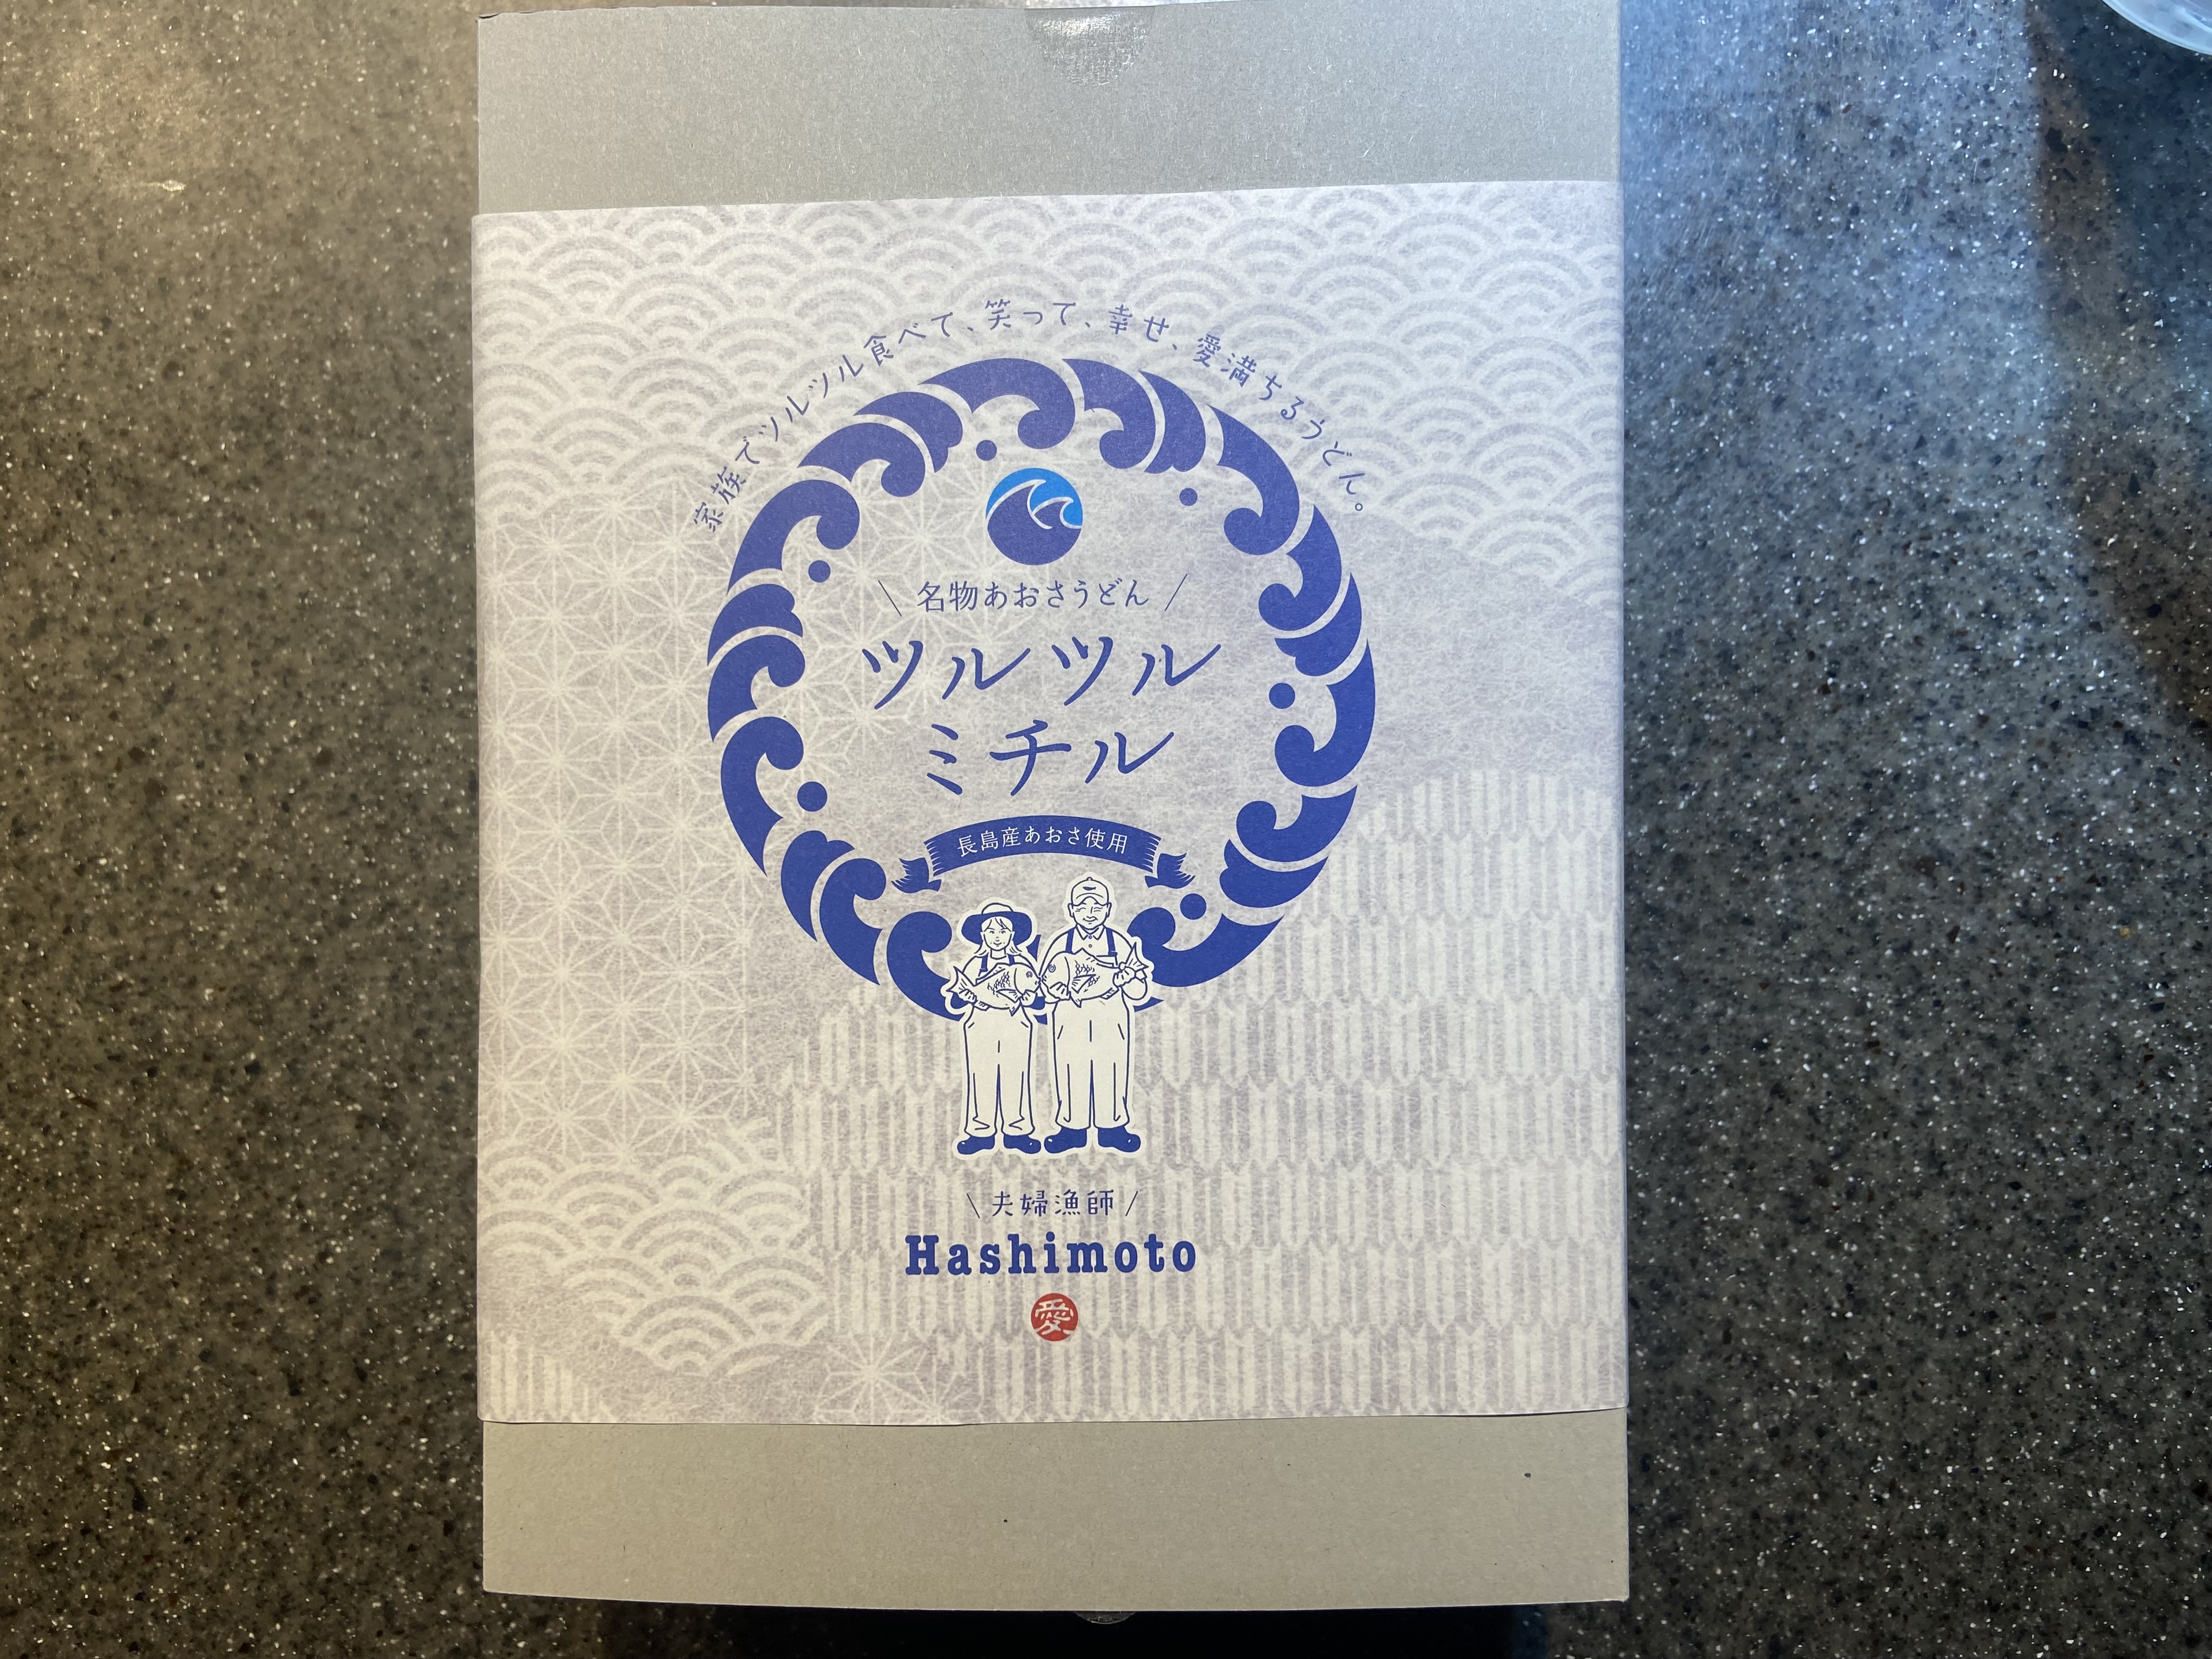 家族でツルツル食べて、笑って、幸せ、愛満ちるうどん。
\ 名物あおさうどん /
ツルツル
ミチル
長島産あおさ使用
\ 夫婦漁師 /
Hashimoto
愛